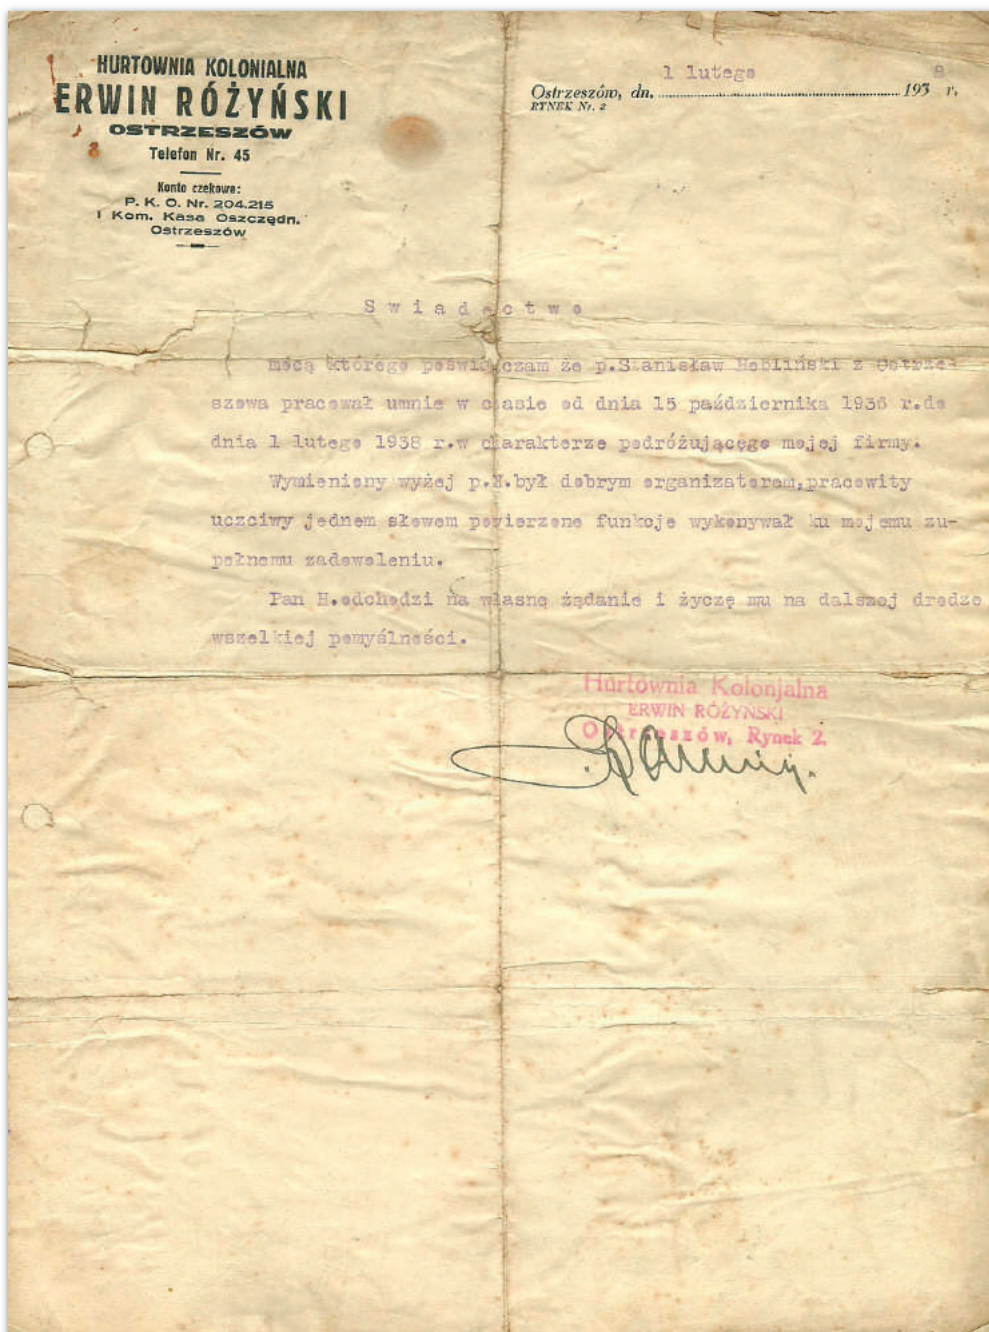 HURTOWNIA KOLONIALNA
ERWIN RÓŻYŃSKI
OSTRZESZÓW
Telefon Nr. 45
Konto czekowe:
P. K. O. Nr. 204.215
i Kom. Kasa Oszczędn.
Ostrzeszów
1 lutego 8
Ostrzeszów, dn. 193 r.
RYNEK Nr. 2
Swiadectwo
mocą którego poświadczam że p.Stanisław Hobliński z Ostrze-
szowa pracował umnie w czasie od dnia 15 października 1936 r.do
dnia 1 lutego 1938 r.w charakterze podróżującego mojej firmy.
Wymieniony wyżej p.H.był dobrym organizatorem,pracowity
uczciwy jednem słowem powierzone funkcje wykonywał ku mojemu zu-
pełnemu zadowoleniu.
Pan H.odchodzi na własne żądanie i życzę mu na dalszej drodze
wszelkiej pomyślności.
Hurtownia Kolonjalna
ERWIN RÓŻYŃSKI
Ostrzeszów, Rynek 2.